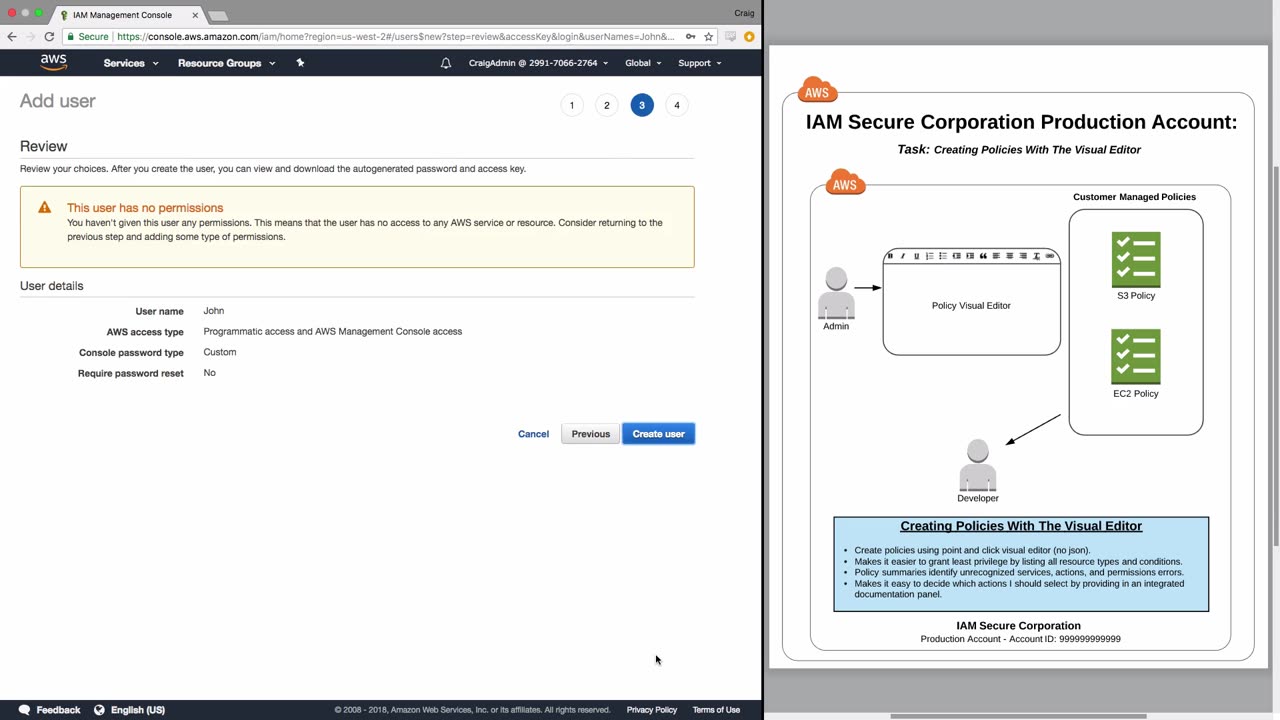 IAM Management Console
Craig
Secure https://console.aws.amazon.com/iam/home?region=us-west-2#/users$new?step=review&accessKey&login&userNames=John&...
aws Services Resource Groups CraigAdmin @ 2991-7066-2764 Global Support
Add user
1 2 3 4
Review
Review your choices. After you create the user, you can view and download the autogenerated password and access key.
This user has no permissions
You haven't given this user any permissions. This means that the user has no access to any AWS service or resource. Consider returning to the
previous step and adding some type of permissions.
User details
User name John
AWS access type Programmatic access and AWS Management Console access
Console password type Custom
Require password reset No
Cancel Previous Create user
Feedback English (US) © 2008 - 2018, Amazon Web Services, Inc. or its affiliates. All rights reserved. Privacy Policy Terms of Use
AWS
IAM Secure Corporation Production Account:
Task: Creating Policies With The Visual Editor
AWS
Customer Managed Policies
B I U
Policy Visual Editor
Admin
S3 Policy
EC2 Policy
Developer
Creating Policies With The Visual Editor
• Create policies using point and click visual editor (no json).
• Makes it easier to grant least privilege by listing all resource types and conditions.
• Policy summaries identify unrecognized services, actions, and permissions errors.
• Makes it easy to decide which actions I should select by providing in an integrated
documentation panel.
IAM Secure Corporation
Production Account - Account ID: 999999999999